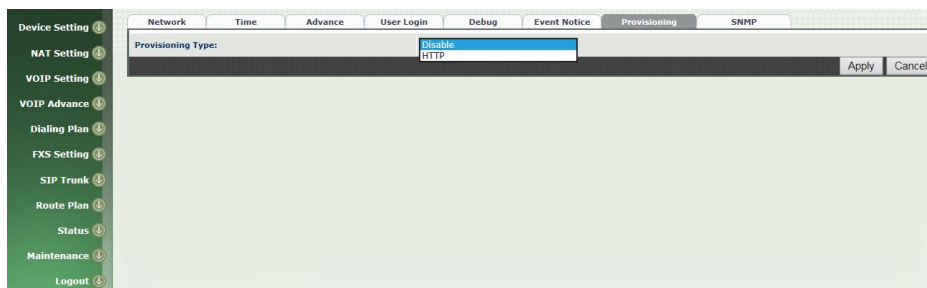 Device Setting
NAT Setting
VOIP Setting
VOIP Advance
Dialing Plan
FXS Setting
SIP Trunk
Route Plan
Status
Maintenance
Logout
Network Time Advance User Login Debug Event Notice Provisioning SNMP
Provisioning Type:
Disable
HTTP
Apply Cancel